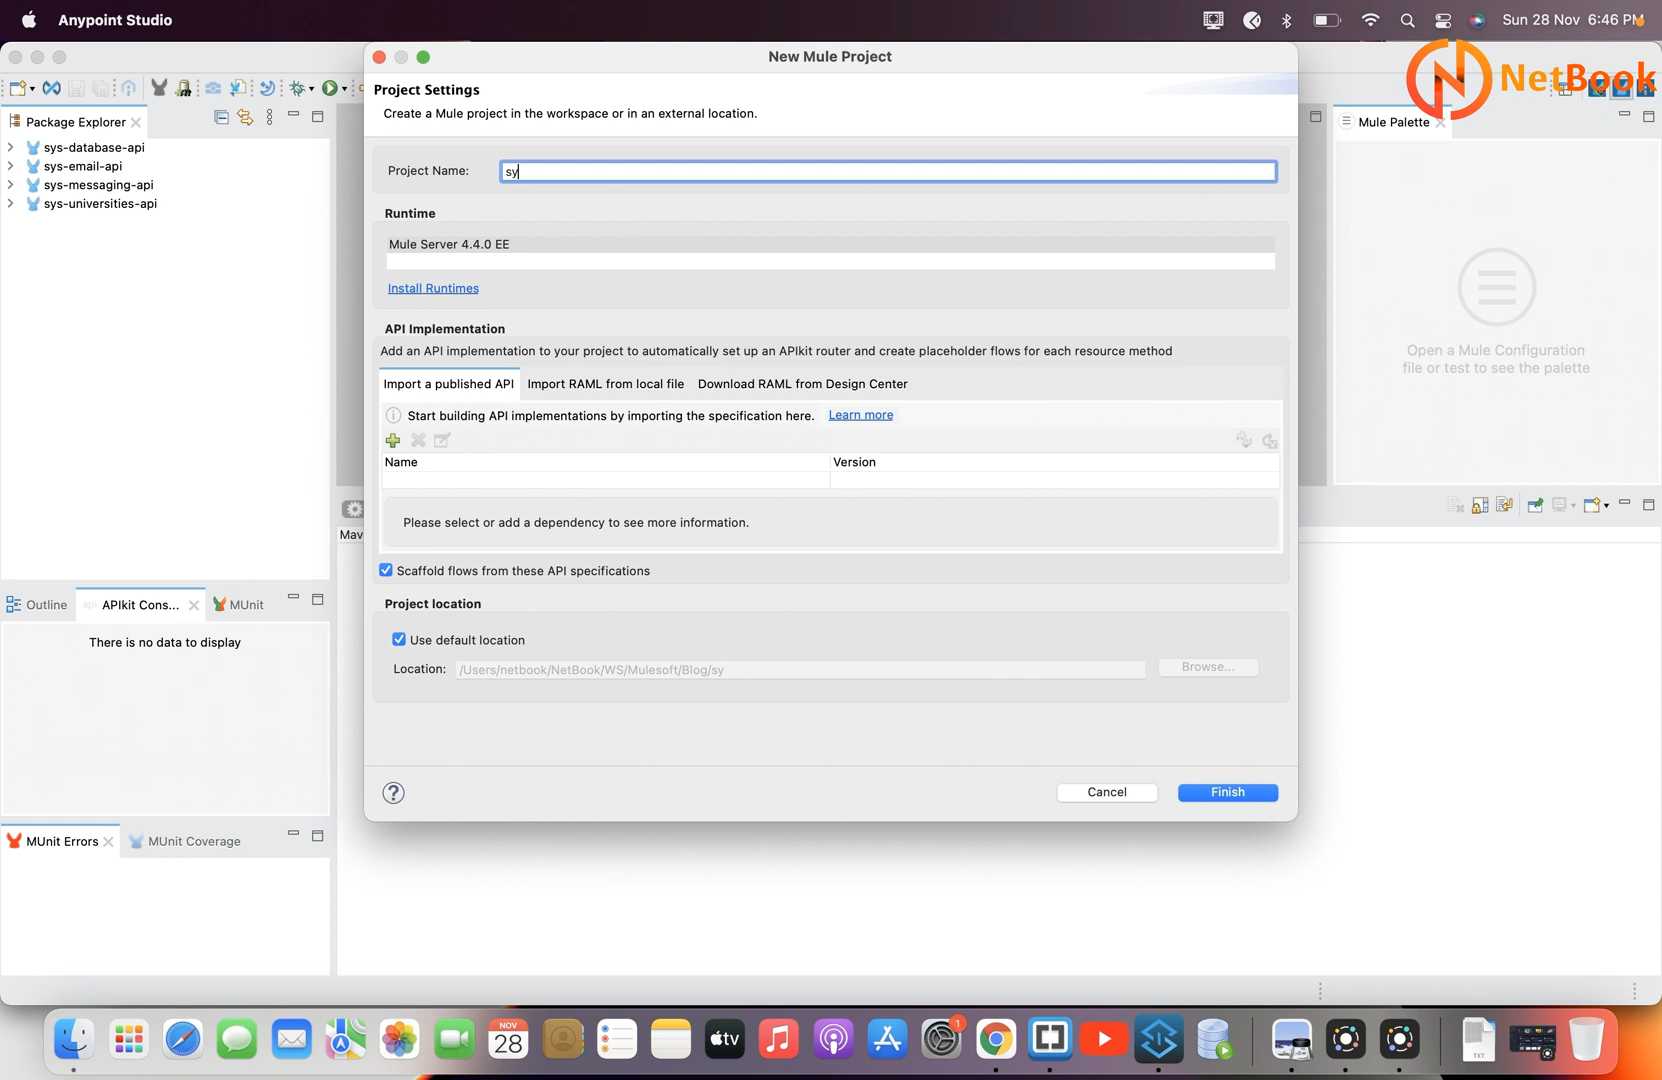 Anypoint Studio
Sun 28 Nov 6:46 PM
NetBook
New Mule Project
Project Settings
Create a Mule project in the workspace or in an external location.
Package Explorer
sys-database-api
sys-email-api
sys-messaging-api
sys-universities-api
Project Name:
sy
Runtime
Mule Server 4.4.0 EE
Install Runtimes
API Implementation
Add an API implementation to your project to automatically set up an APIkit router and create placeholder flows for each resource method
Import a published API
Import RAML from local file
Download RAML from Design Center
Start building API implementations by importing the specification here. Learn more
Name
Version
Please select or add a dependency to see more information.
Scaffold flows from these API specifications
Project location
Use default location
Location: /Users/netbook/NetBook/WS/Mulesoft/Blog/sy
Browse...
?
Cancel
Finish
Mule Palette
Open a Mule Configuration
file or test to see the palette
Mav
Outline
APIkit Cons...
MUnit
There is no data to display
MUnit Errors
MUnit Coverage
NOV
28
tv
1
TXT